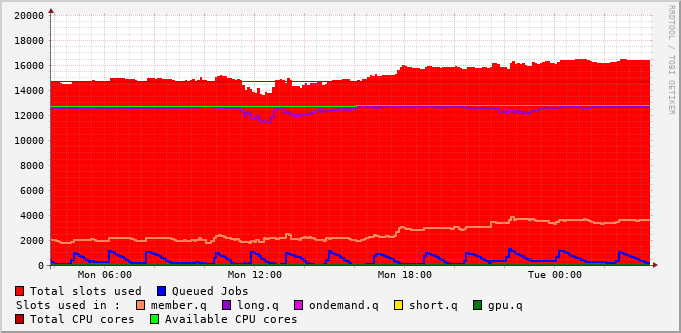 20000
18000
16000
14000
12000
10000
8000
6000
4000
2000
0
Mon 06:00 Mon 12:00 Mon 18:00 Tue 00:00
Total slots used Queued Jobs
Slots used in : member.q long.q ondemand.q short.q gpu.q
Total CPU cores Available CPU cores
RRDTOOL / TOBI OETIKER